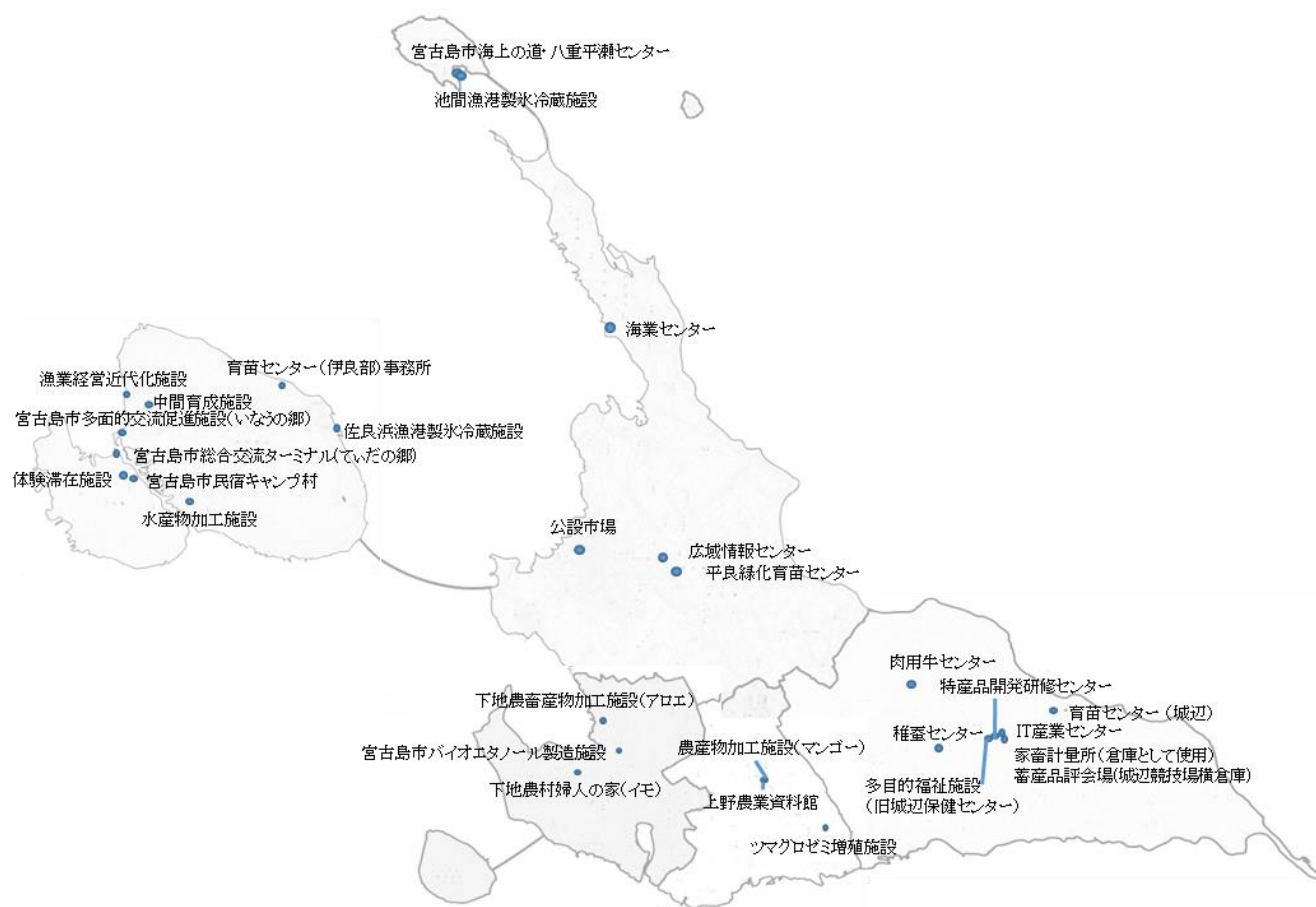 宮古島市海上の道・八重干瀬センター
池間漁港製氷冷蔵施設
海業センター
育苗センター(伊良部)事務所
漁業経営近代化施設
中間育成施設
宮古島市多面的交流促進施設(いなうの郷)
佐良浜漁港製氷冷蔵施設
宮古島市総合交流ターミナル(てぃだの郷)
体験滞在施設
宮古島市民宿キャンプ村
水産物加工施設
公設市場
広域情報センター
平良緑化育苗センター
肉用牛センター
特産品開発研修センター
下地農畜産物加工施設(アロエ)
育苗センター(城辺)
稚蚕センター
IT産業センター
宮古島市バイオエタノール製造施設
農産物加工施設(マンゴー)
家畜計量所(倉庫として使用)
畜産品評会場(城辺競技場横倉庫)
下地農村婦人の家(イモ)
多目的福祉施設
(旧城辺保健センター)
上野農業資料館
ツマグロゼミ増殖施設